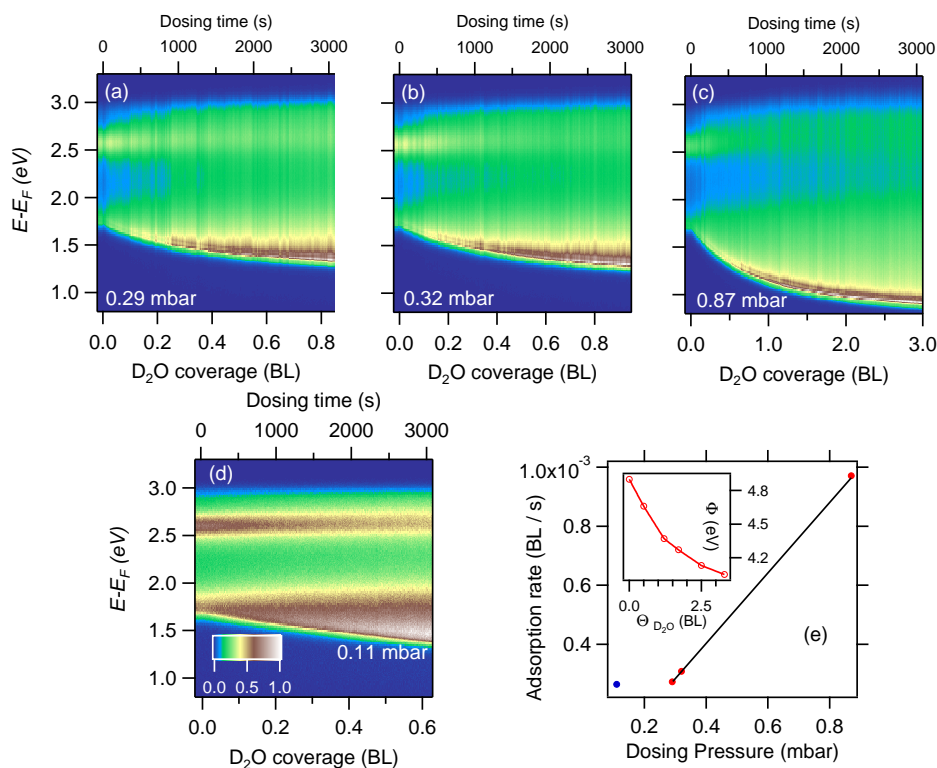 Dosing time (s)
0 1000 2000 3000
(a)
3.0
2.5
2.0
1.5
1.0
E-E_F (eV)
0.29 mbar
0.0 0.2 0.4 0.6 0.8
D₂O coverage (BL)
Dosing time (s)
0 1000 2000 3000
(b)
0.32 mbar
0.0 0.2 0.4 0.6 0.8
D₂O coverage (BL)
Dosing time (s)
0 1000 2000 3000
(c)
0.87 mbar
0.0 1.0 2.0 3.0
D₂O coverage (BL)
Dosing time (s)
0 1000 2000 3000
(d)
3.0
2.5
2.0
1.5
1.0
E-E_F (eV)
0.11 mbar
0.0 0.5 1.0
0.0 0.2 0.4 0.6
D₂O coverage (BL)
1.0x10⁻³
0.8
0.6
0.4
Adsorption rate (BL / s)
4.8
4.4
4.2
Φ (eV)
0.0 2.5
Θ D₂O (BL)
(e)
0.2 0.4 0.6 0.8
Dosing Pressure (mbar)